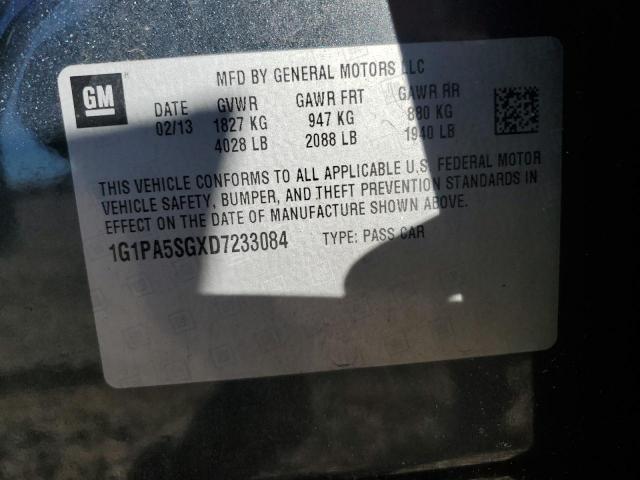 GM
MFD BY GENERAL MOTORS LLC
DATE GVWR GAWR FRT GAWR RR
02/13 1827 KG 947 KG 880 KG
4028 LB 2088 LB 1940 LB
THIS VEHICLE CONFORMS TO ALL APPLICABLE U.S. FEDERAL MOTOR
VEHICLE SAFETY, BUMPER, AND THEFT PREVENTION STANDARDS IN
EFFECT ON THE DATE OF MANUFACTURE SHOWN ABOVE.
1G1PA5SGXD7233084 TYPE: PASS CAR